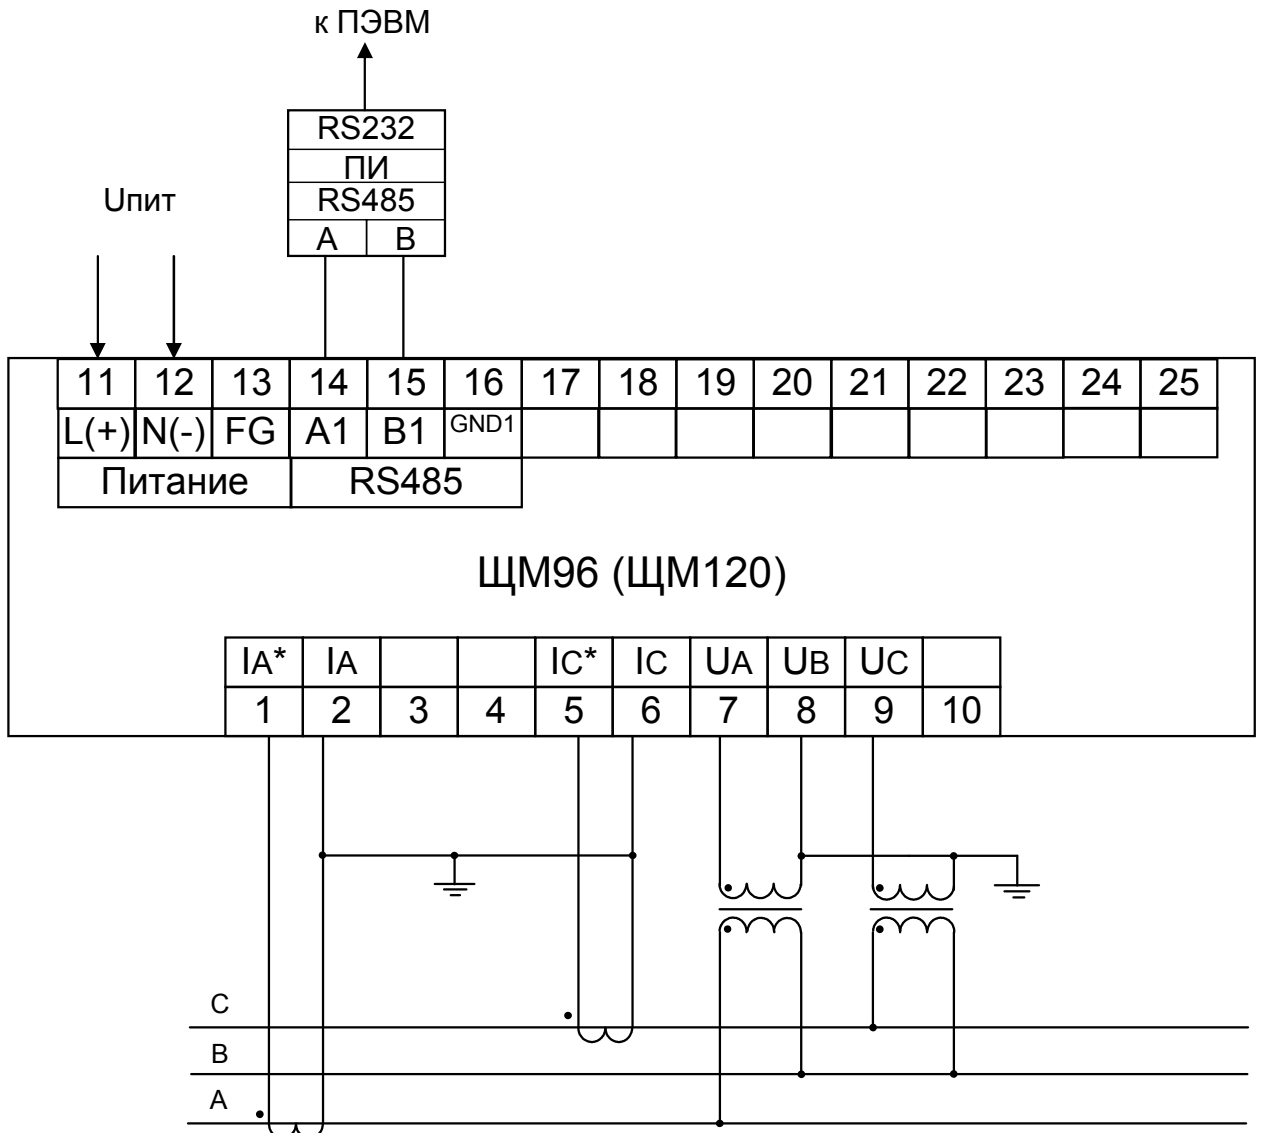 к ПЭВМ
RS232
ПИ
RS485
A B
Uпит
11 12 13 14 15 16 17 18 19 20 21 22 23 24 25
L(+) N(-) FG A1 B1 GND1
Питание RS485
ЩМ96 (ЩМ120)
IA* IA IC* IC UA UB UC
1 2 3 4 5 6 7 8 9 10
C
B
A